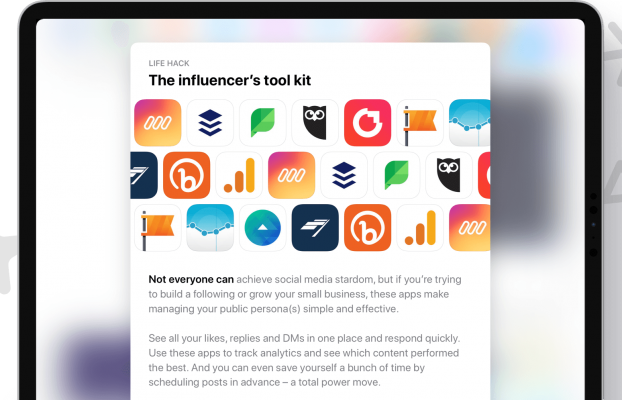 LIFE HACK
The influencer's tool kit
Not everyone can achieve social media stardom, but if you're trying
to build a following or grow your small business, these apps make
managing your public persona(s) simple and effective.
See all your likes, replies and DMs in one place and respond quickly.
Use these apps to track analytics and see which content performed
the best. And you can even save yourself a bunch of time by
scheduling posts in advance – a total power move.